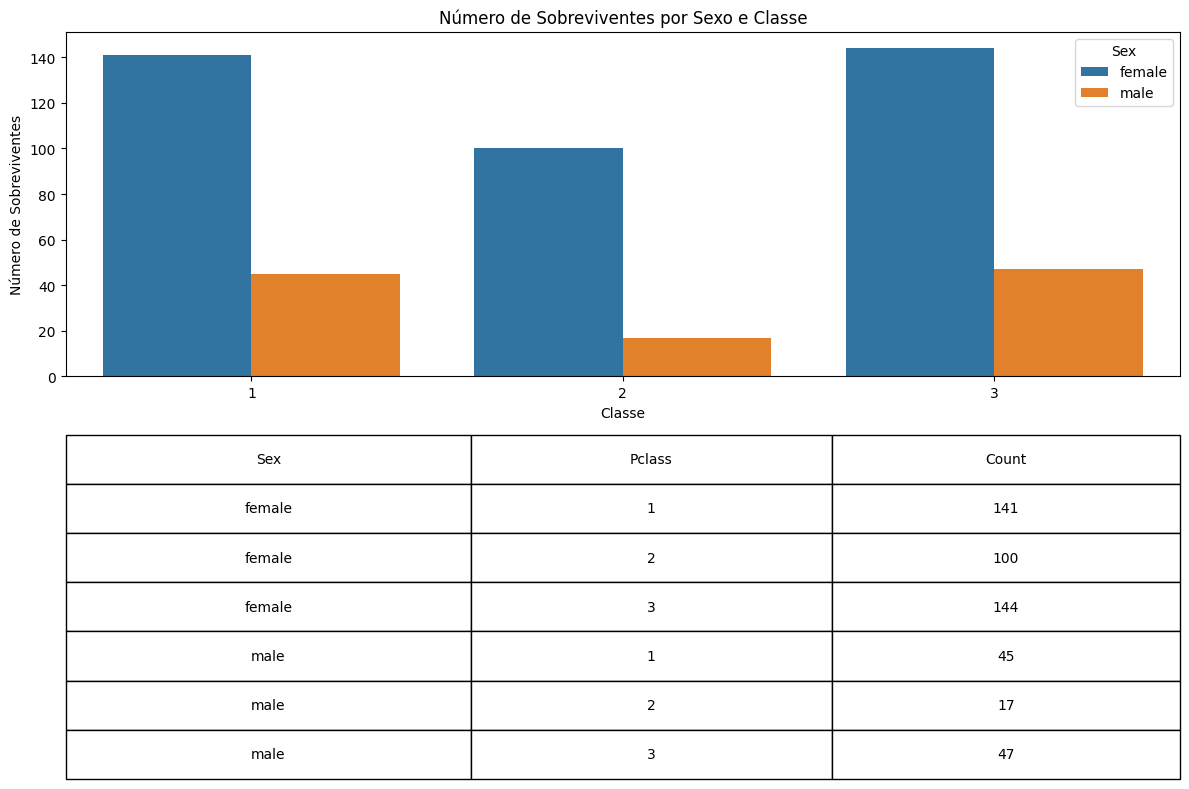 Número de Sobreviventes por Sexo e Classe
Sex
female
male
Número de Sobreviventes
140
120
100
80
60
40
20
0
1 2 3
Classe
Sex Pclass Count
female 1 141
female 2 100
female 3 144
male 1 45
male 2 17
male 3 47